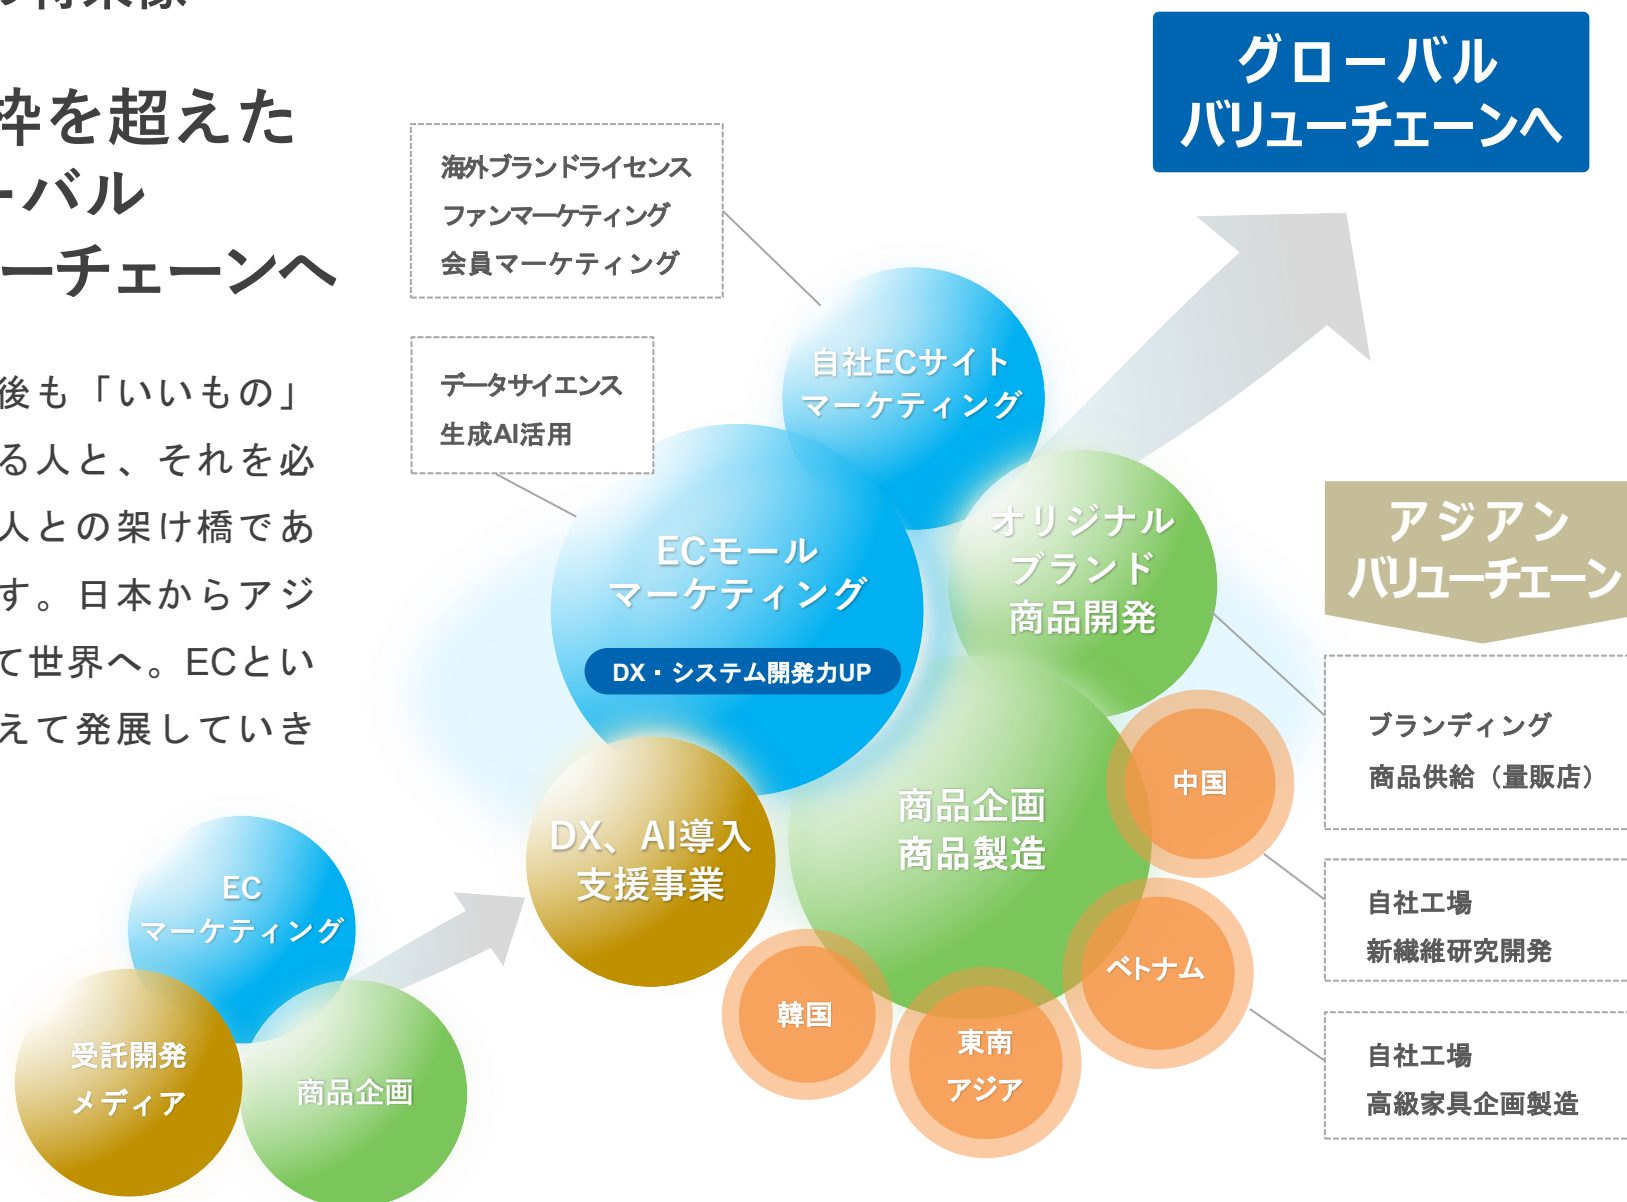 枠を超えた
ーバル
ーチェーンへ
後も「いいもの」
る人と、それを必
人との架け橋であ
す。日本からアジ
て世界へ。ECとい
えて発展していき
グローバル
バリューチェーンへ
海外ブランドライセンス
ファンマーケティング
会員マーケティング
データサイエンス
生成AI活用
自社ECサイト
マーケティング
ECモール
マーケティング
DX・システム開発力UP
オリジナル
ブランド
商品開発
アジアン
バリューチェーン
ブランディング
商品供給（量販店）
商品企画
商品製造
中国
自社工場
新繊維研究開発
ベトナム
自社工場
高級家具企画製造
東南
アジア
韓国
DX、AI導入
支援事業
EC
マーケティング
受託開発
メディア
商品企画